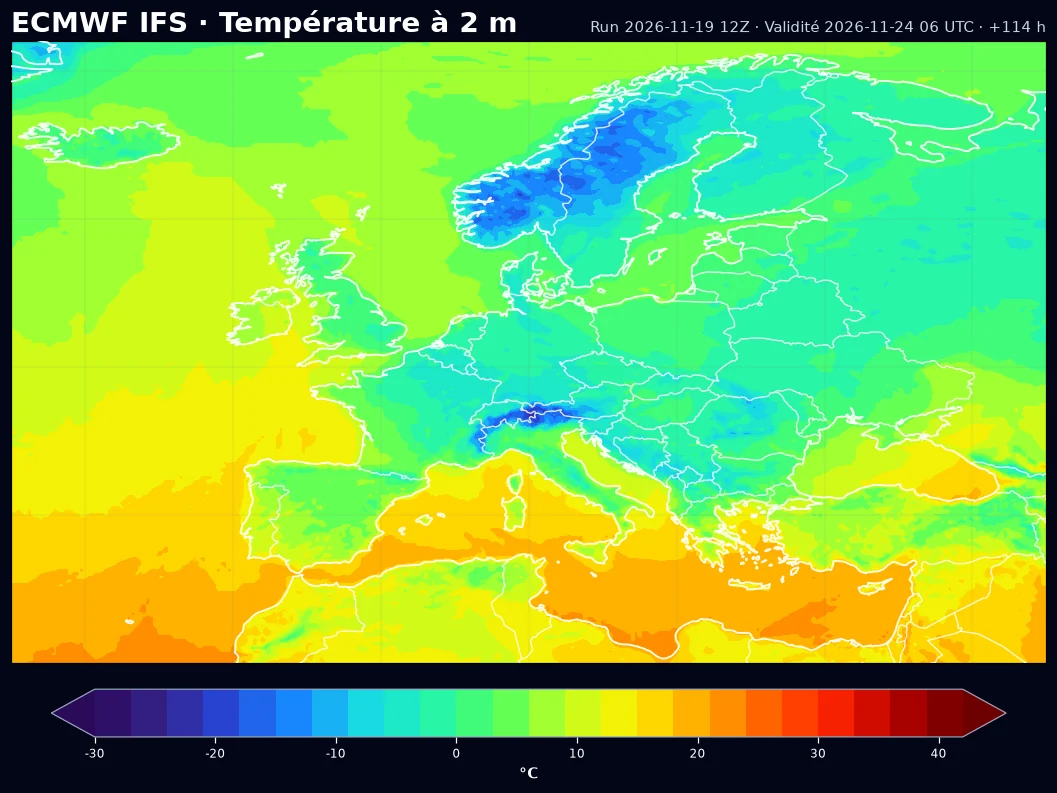 ECMWF IFS · Température à 2 m
Run 2026-11-19 12Z · Validité 2026-11-24 06 UTC · +114 h
-30 -20 -10 0 10 20 30 40
°C